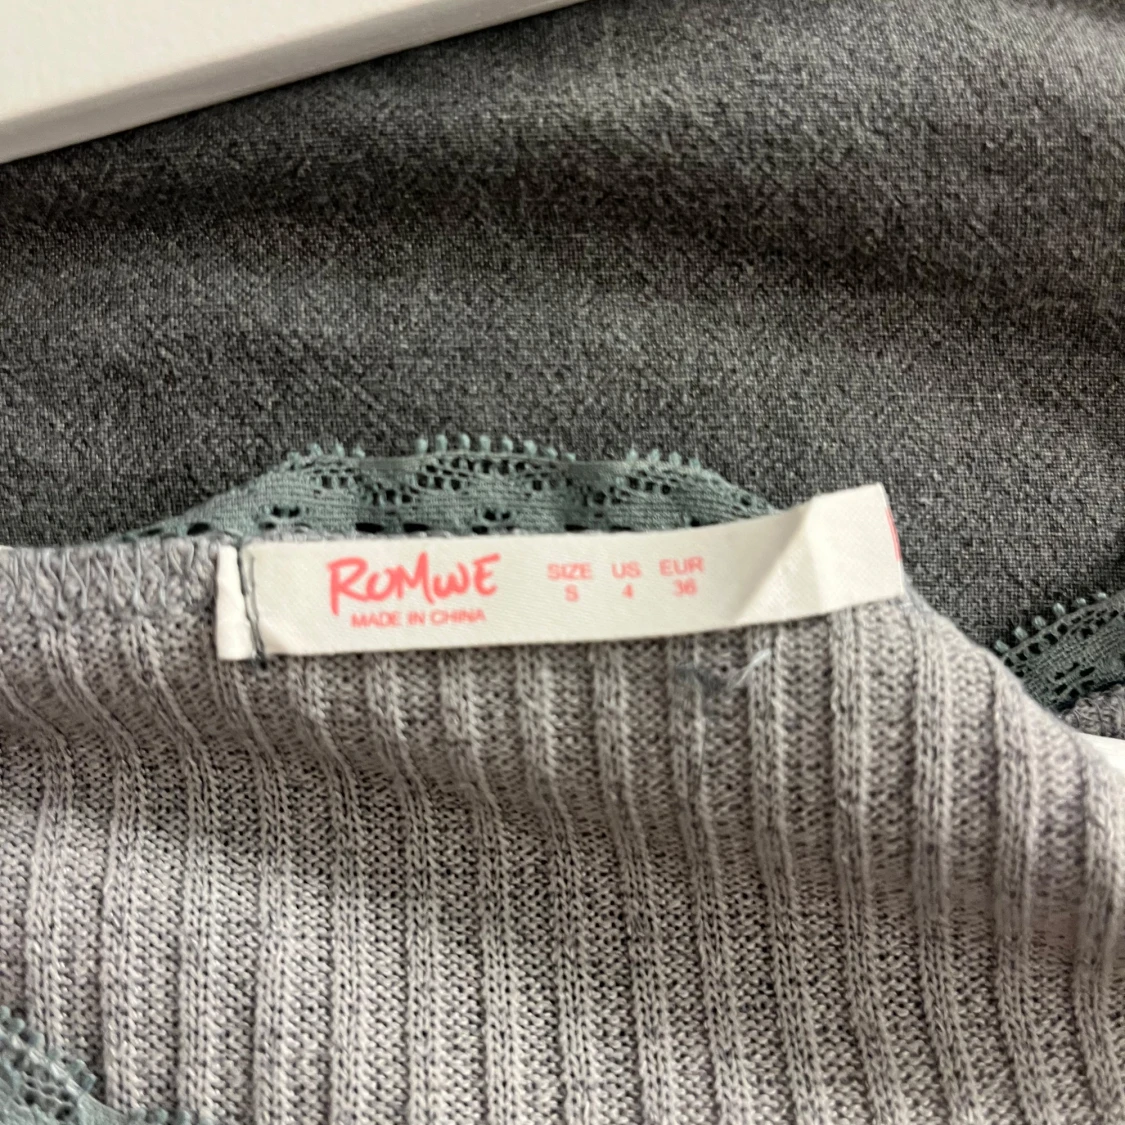 ROMWE
MADE IN CHINA
SIZE US EUR
S 4 36